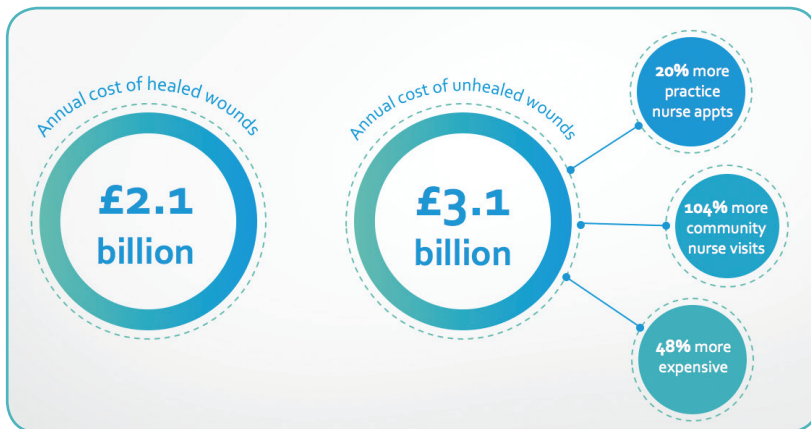 Annual cost of healed wounds
£2.1
billion
Annual cost of unhealed wounds
£3.1
billion
20% more
practice
nurse appts
104% more
community
nurse visits
48% more
expensive